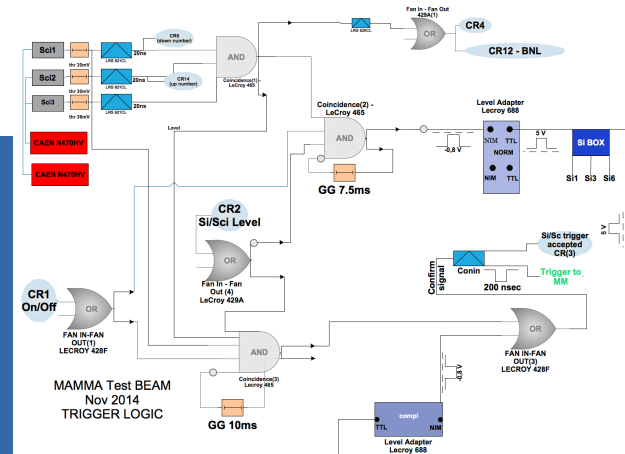 Fan In - Fan Out
429A(1)
CR4
CR12 - BNL
LRS 620CL
OR
CR8
(down number)
Sci1
thr 30mV
LRS 621CL
20ns
Sci2
thr 30mV
LRS 621CL
20ns
CR14
(up number)
Sci3
thr 36mV
LRS 621CL
20ns
AND
Coincidence(1) -
LeCroy 465
Level
CAEN N470HV
CAEN N470HV
Coincidence(2) -
LeCroy 465
AND
GG 7.5ms
-0,8 V
Level Adapter
Lecroy 688
NIM TTL
NORM
NIM TTL
5 V
Si BOX
Si1 Si3 Si6
5 V
CR2
Si/Sci Level
OR
Fan In - Fan
Out (4)
LeCroy 429A
Si/Sc trigger
accepted
CR(3)
Conin
200 nsec
Trigger to
MM
Confirm
signal
CR1
On/Off
OR
FAN IN-FAN
OUT(1)
LECROY 428F
AND
Coincidence(3)
Lecroy 465
GG 10ms
OR
FAN IN-FAN
OUT(3)
LECROY 428F
-0,8 V
MAMMA Test BEAM
Nov 2014
TRIGGER LOGIC
compl
TTL NIM
Level Adapter
Lecroy 688